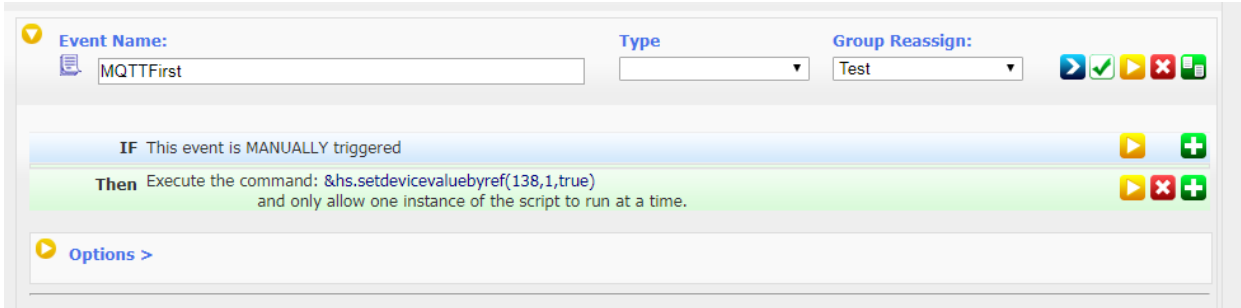 Event Name: Type Group Reassign:
MQTTFirst Test
IF This event is MANUALLY triggered
Then Execute the command: &hs.setdevicevaluebyref(138,1,true)
and only allow one instance of the script to run at a time.
Options >